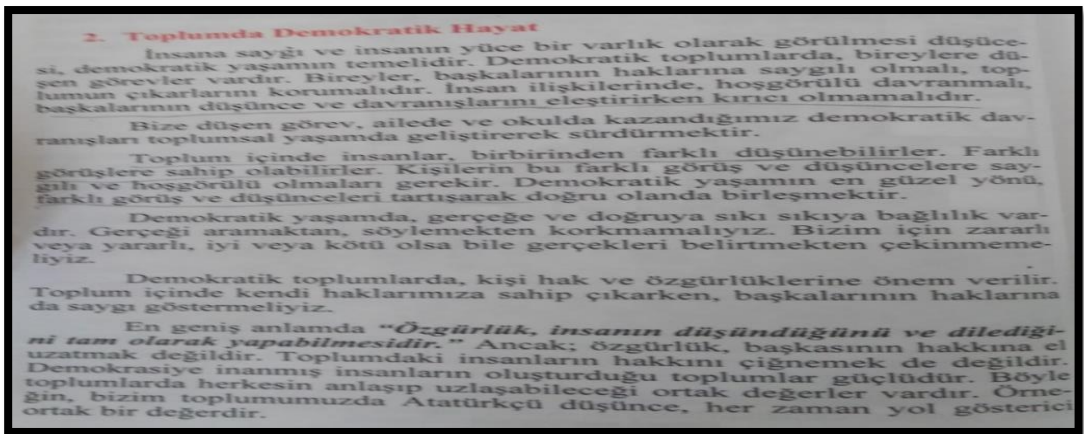 2. Toplumda Demokratik Hayat
İnsana saygı ve insanın yüce bir varlık olarak görülmesi düşüce-
si, demokratik yaşamın temelidir. Demokratik toplumlarda, bireylere dü-
şen görevler vardır. Bireyler, başkalarının haklarına saygılı olmalı, top-
lumun çıkarlarını korumalıdır. İnsan ilişkilerinde, hoşgörülü davranmalı,
başkalarının düşünce ve davranışlarını eleştirirken kırıcı olmamalıdır.
Bize düşen görev, ailede ve okulda kazandığımız demokratik dav-
ranışları toplumsal yaşamda geliştirerek sürdürmektir.
Toplum içinde insanlar, birbirinden farklı düşünebilirler. Farklı
görüşlere sahip olabilirler. Kişilerin bu farklı görüş ve düşüncelere say-
gılı ve hoşgörülü olmaları gerekir. Demokratik yaşamın en güzel yönü,
farklı görüş ve düşünceleri tartışarak doğru olanda birleşmektir.
Demokratik yaşamda, gerçeğe ve doğruya sıkı sıkıya bağlılık var-
dır. Gerçeği aramaktan, söylemekten korkmamalıyız. Bizim için zararlı
veya yararlı, iyi veya kötü olsa bile gerçekleri belirtmekten çekinmeme-
liyiz.
Demokratik toplumlarda, kişi hak ve özgürlüklerine önem verilir.
Toplum içinde kendi haklarımıza sahip çıkarken, başkalarının haklarına
da saygı göstermeliyiz.
En geniş anlamda “Özgürlük, insanın düşündüğünü ve dilediği-
ni tam olarak yapabilmesidir.” Ancak; özgürlük, başkasının hakkına el
uzatmak değildir. Toplumdaki insanların hakkını çiğnemek de değildir.
Demokrasiye inanmış insanların oluşturduğu toplumlar güçlüdür. Böyle
toplumlarda herkesin anlaşıp uzlaşabileceği ortak değerler vardır. Örne-
ğin, bizim toplumumuzda Atatürkçü düşünce, her zaman yol gösterici
ortak bir değerdir.